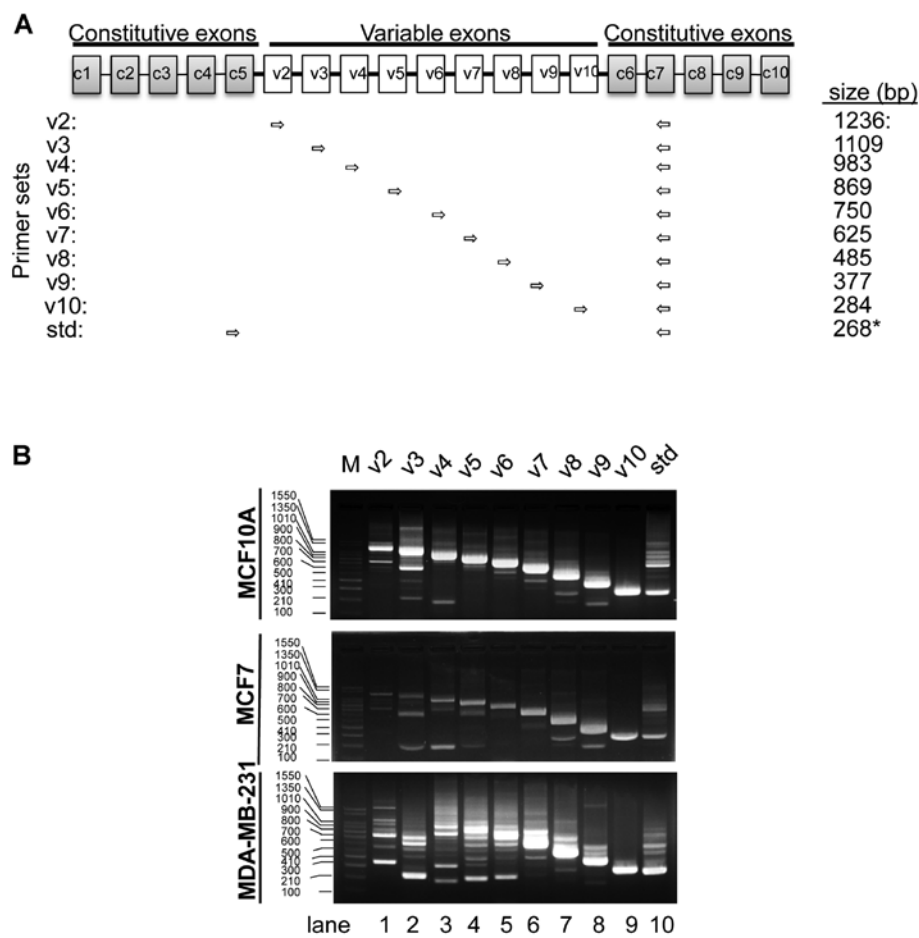 A
Constitutive exons Variable exons Constitutive exons
c1 c2 c3 c4 c5 v2 v3 v4 v5 v6 v7 v8 v9 v10 c6 c7 c8 c9 c10
size (bp)
Primer sets
v2: 1236:
v3 1109
v4: 983
v5: 869
v6: 750
v7: 625
v8: 485
v9: 377
v10: 284
std: 268*
B
M v2 v3 v4 v5 v6 v7 v8 v9 v10 std
MCF10A
1550
1350
1010
900
800
700
600
500
410
300
210
100
MCF7
1550
1350
1010
900
800
700
600
500
410
300
210
100
MDA-MB-231
1550
1350
1010
900
800
700
600
500
410
300
210
100
lane 1 2 3 4 5 6 7 8 9 10